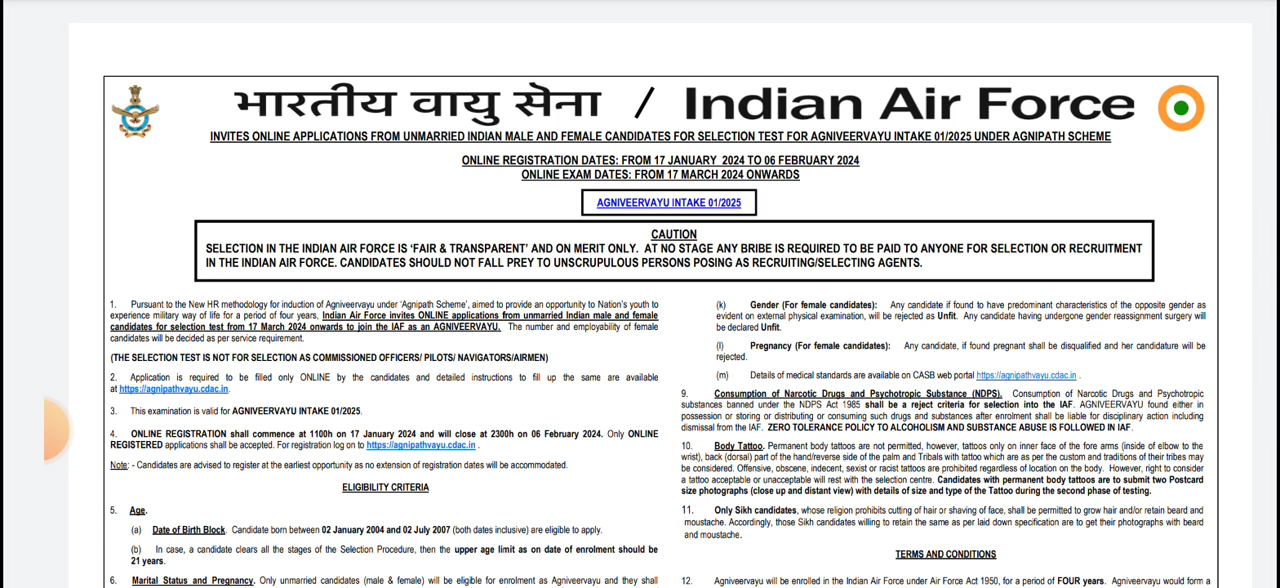 भारतीय वायु सेना / Indian Air Force
INVITES ONLINE APPLICATIONS FROM UNMARRIED INDIAN MALE AND FEMALE CANDIDATES FOR SELECTION TEST FOR AGNIVEERVAYU INTAKE 01/2025 UNDER AGNIPATH SCHEME
ONLINE REGISTRATION DATES: FROM 17 JANUARY 2024 TO 06 FEBRUARY 2024
ONLINE EXAM DATES: FROM 17 MARCH 2024 ONWARDS
AGNIVEERVAYU INTAKE 01/2025
CAUTION
SELECTION IN THE INDIAN AIR FORCE IS ‘FAIR & TRANSPARENT’ AND ON MERIT ONLY. AT NO STAGE ANY BRIBE IS REQUIRED TO BE PAID TO ANYONE FOR SELECTION OR RECRUITMENT
IN THE INDIAN AIR FORCE. CANDIDATES SHOULD NOT FALL PREY TO UNSCRUPULOUS PERSONS POSING AS RECRUITING/SELECTING AGENTS.
1. Pursuant to the New HR methodology for induction of Agniveervayu under ‘Agnipath Scheme’, aimed to provide an opportunity to Nation’s youth to
experience military way of life for a period of four years, Indian Air Force invites ONLINE applications from unmarried Indian male and female
candidates for selection test from 17 March 2024 onwards to join the IAF as an AGNIVEERVAYU. The number and employability of female
candidates will be decided as per service requirement.
(THE SELECTION TEST IS NOT FOR SELECTION AS COMMISSIONED OFFICERS/ PILOTS/ NAVIGATORS/AIRMEN)
2. Application is required to be filled only ONLINE by the candidates and detailed instructions to fill up the same are available
at https://agnipathvayu.cdac.in.
3. This examination is valid for AGNIVEERVAYU INTAKE 01/2025.
4. ONLINE REGISTRATION shall commence at 1100h on 17 January 2024 and will close at 2300h on 06 February 2024. Only ONLINE
REGISTERED applications shall be accepted. For registration log on to https://agnipathvayu.cdac.in .
Note: - Candidates are advised to register at the earliest opportunity as no extension of registration dates will be accommodated.
ELIGIBILITY CRITERIA
5. Age.
(a) Date of Birth Block. Candidate born between 02 January 2004 and 02 July 2007 (both dates inclusive) are eligible to apply.
(b) In case, a candidate clears all the stages of the Selection Procedure, then the upper age limit as on date of enrolment should be
21 years.
6. Marital Status and Pregnancy. Only unmarried candidates (male & female) will be eligible for enrolment as Agniveervayu and they shall
(k) Gender (For female candidates): Any candidate if found to have predominant characteristics of the opposite gender as
evident on external physical examination, will be rejected as Unfit. Any candidate having undergone gender reassignment surgery will
be declared Unfit.
(l) Pregnancy (For female candidates): Any candidate, if found pregnant shall be disqualified and her candidature will be
rejected.
(m) Details of medical standards are available on CASB web portal https://agnipathvayu.cdac.in .
9. Consumption of Narcotic Drugs and Psychotropic Substance (NDPS). Consumption of Narcotic Drugs and Psychotropic
substances banned under the NDPS Act 1985 shall be a reject criteria for selection into the IAF. AGNIVEERVAYU found either in
possession or storing or distributing or consuming such drugs and substances after enrolment shall be liable for disciplinary action including
dismissal from the IAF. ZERO TOLERANCE POLICY TO ALCOHOLISM AND SUBSTANCE ABUSE IS FOLLOWED IN IAF.
10. Body Tattoo. Permanent body tattoos are not permitted, however, tattoos only on inner face of the fore arms (inside of elbow to the
wrist), back (dorsal) part of the hand/reverse side of the palm and Tribals with tattoo which are as per the custom and traditions of their tribes may
be considered. Offensive, obscene, indecent, sexist or racist tattoos are prohibited regardless of location on the body. However, right to consider
a tattoo acceptable or unacceptable will rest with the selection centre. Candidates with permanent body tattoos are to submit two Postcard
size photographs (close up and distant view) with details of size and type of the Tattoo during the second phase of testing.
11. Only Sikh candidates, whose religion prohibits cutting of hair or shaving of face, shall be permitted to grow hair and/or retain beard and
moustache. Accordingly, those Sikh candidates willing to retain the same as per laid down specification are to get their photographs with beard
and moustache.
TERMS AND CONDITIONS
12. Agniveervayu will be enrolled in the Indian Air Force under Air Force Act 1950, for a period of FOUR years. Agniveervayu would form a